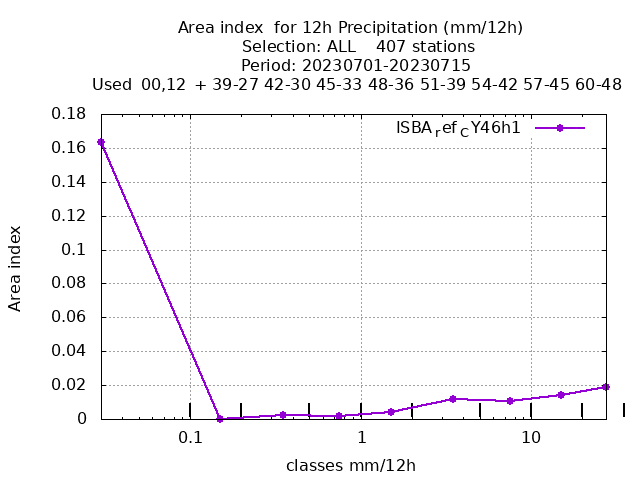 Area index  for 12h Precipitation (mm/12h)
Selection: ALL    407 stations
Period: 20230701-20230715
Used  00,12  + 39-27 42-30 45-33 48-36 51-39 54-42 57-45 60-48
ISBA_ref_CY46h1
0.18
0.16
0.14
0.12
0.1
0.08
0.06
0.04
0.02
0
Area index
0.1
1
10
classes mm/12h